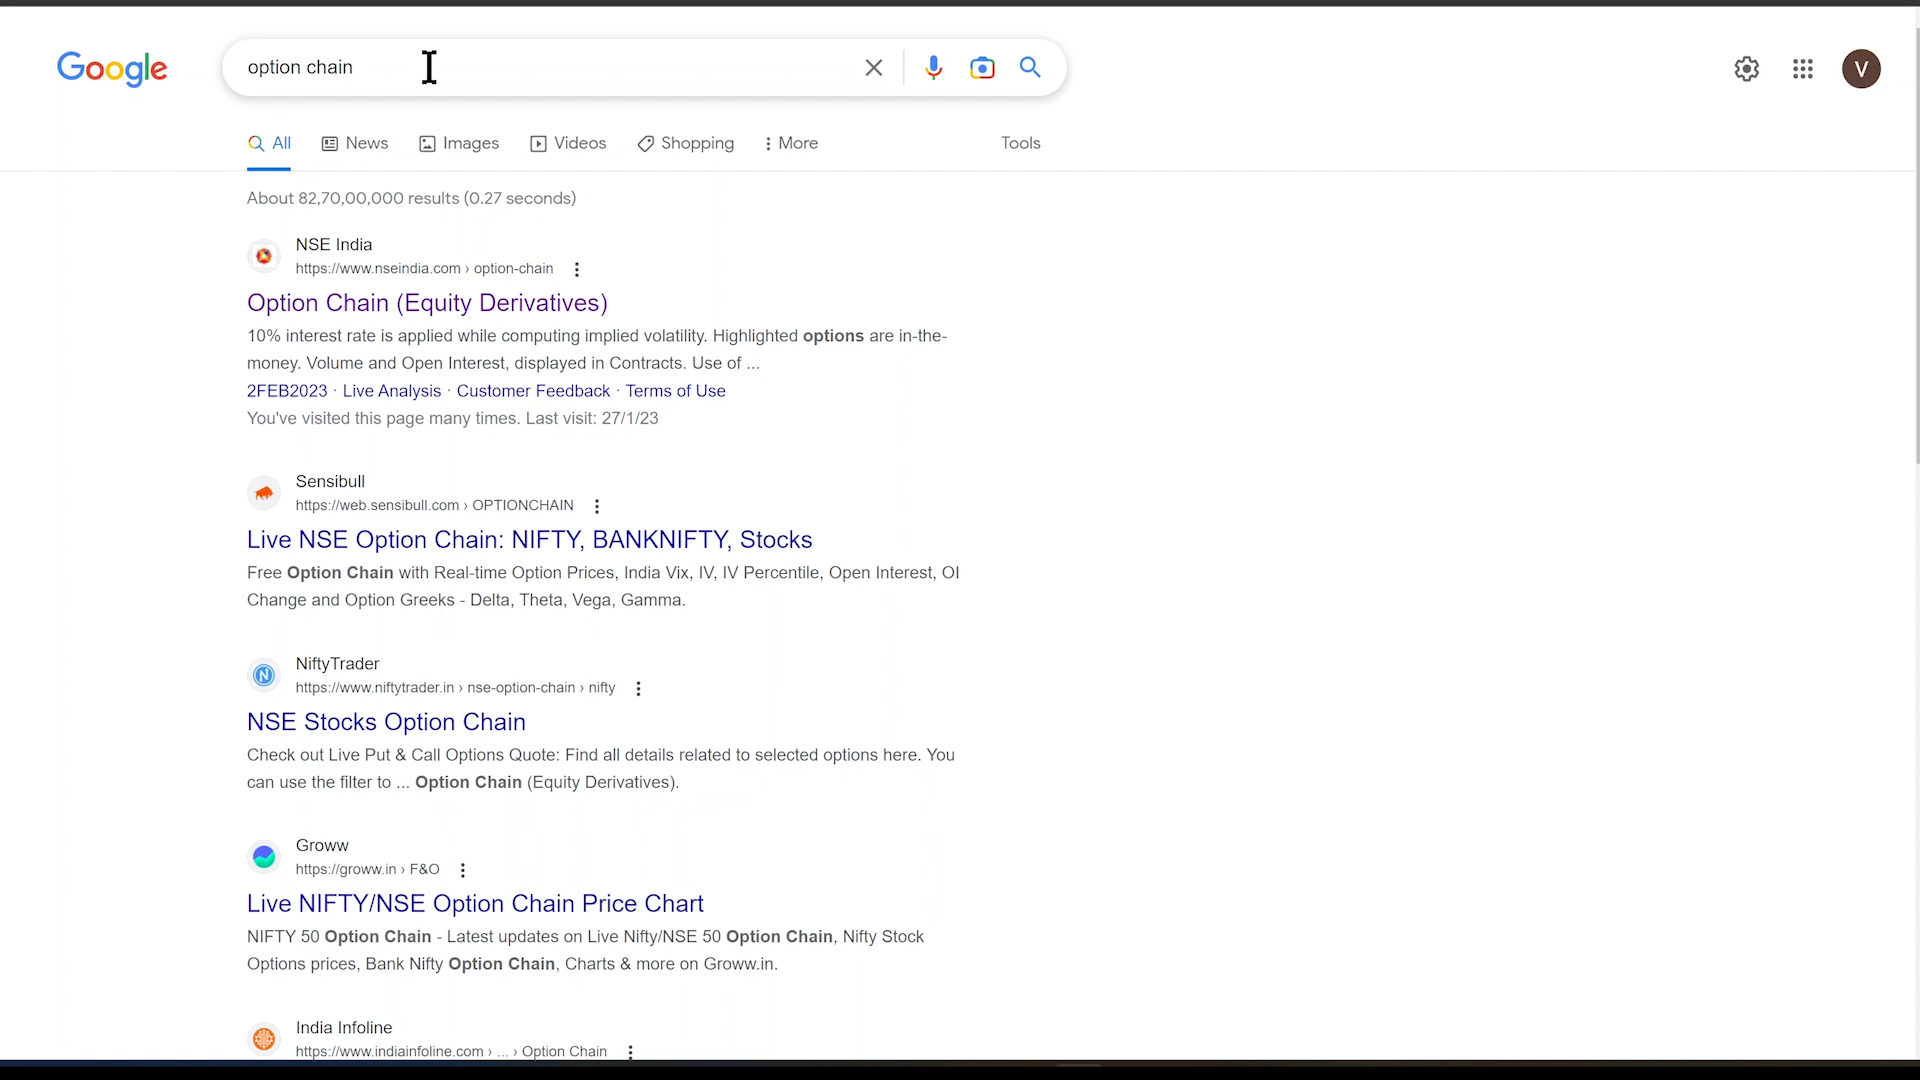 Google
option chain
V
All
News
Images
Videos
Shopping
More
Tools
About 82,70,00,000 results (0.27 seconds)
NSE India
https://www.nseindia.com › option-chain
Option Chain (Equity Derivatives)
10% interest rate is applied while computing implied volatility. Highlighted options are in-the-
money. Volume and Open Interest, displayed in Contracts. Use of ...
2FEB2023 · Live Analysis · Customer Feedback · Terms of Use
You've visited this page many times. Last visit: 27/1/23
Sensibull
https://web.sensibull.com › OPTIONCHAIN
Live NSE Option Chain: NIFTY, BANKNIFTY, Stocks
Free Option Chain with Real-time Option Prices, India Vix, IV, IV Percentile, Open Interest, OI
Change and Option Greeks - Delta, Theta, Vega, Gamma.
N
NiftyTrader
https://www.niftytrader.in › nse-option-chain › nifty
NSE Stocks Option Chain
Check out Live Put & Call Options Quote: Find all details related to selected options here. You
can use the filter to ... Option Chain (Equity Derivatives).
Groww
https://groww.in › F&O
Live NIFTY/NSE Option Chain Price Chart
NIFTY 50 Option Chain - Latest updates on Live Nifty/NSE 50 Option Chain, Nifty Stock
Options prices, Bank Nifty Option Chain, Charts & more on Groww.in.
India Infoline
https://www.indiainfoline.com › ... › Option Chain